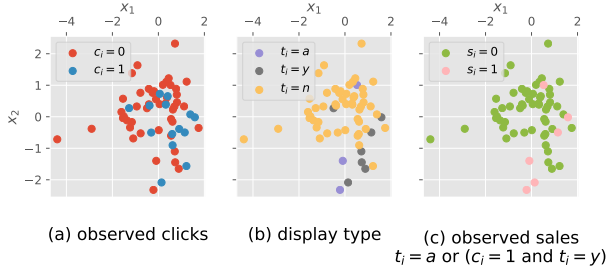 x₁ x₁ x₁
−4 −2 0 2 −4 −2 0 2 −4 −2 0 2
x₂
2
1
0
−1
−2
cᵢ = 0
cᵢ = 1
tᵢ = a
tᵢ = y
tᵢ = n
sᵢ = 0
sᵢ = 1
(a) observed clicks (b) display type (c) observed sales
tᵢ = a or (cᵢ = 1 and tᵢ = y)